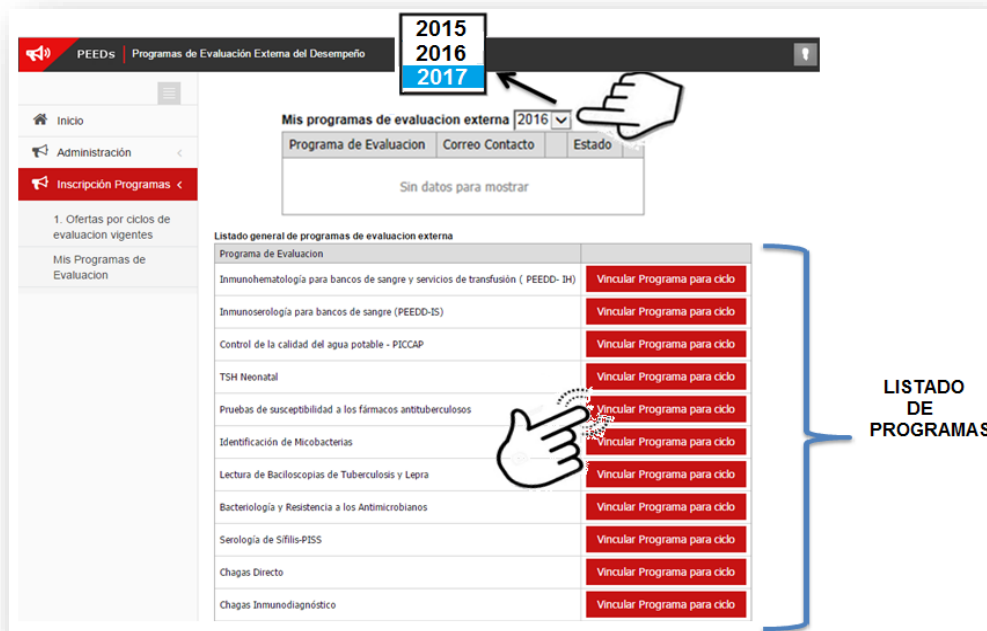 2015
2016
2017
PEEDs | Programas de Evaluación Externa del Desempeño
Inicio
Administración
Inscripción Programas
1. Ofertas por ciclos de
evaluacion vigentes
Mis Programas de
Evaluacion
Mis programas de evaluacion externa 2016
Programa de Evaluacion Correo Contacto Estado
Sin datos para mostrar
Listado general de programas de evaluacion externa
Programa de Evaluacion
Inmunohematología para bancos de sangre y servicios de transfusión ( PEEDD- IH) Vincular Programa para ciclo
Inmunoserología para bancos de sangre (PEEDD-IS) Vincular Programa para ciclo
Control de la calidad del agua potable - PICCAP Vincular Programa para ciclo
TSH Neonatal Vincular Programa para ciclo
Pruebas de susceptibilidad a los fármacos antituberculosos Vincular Programa para ciclo
Identificación de Micobacterias Vincular Programa para ciclo
Lectura de Baciloscopias de Tuberculosis y Lepra Vincular Programa para ciclo
Bacteriología y Resistencia a los Antimicrobianos Vincular Programa para ciclo
Serología de Sífilis-PISS Vincular Programa para ciclo
Chagas Directo Vincular Programa para ciclo
Chagas Inmunodiagnóstico Vincular Programa para ciclo
LISTADO
DE
PROGRAMAS